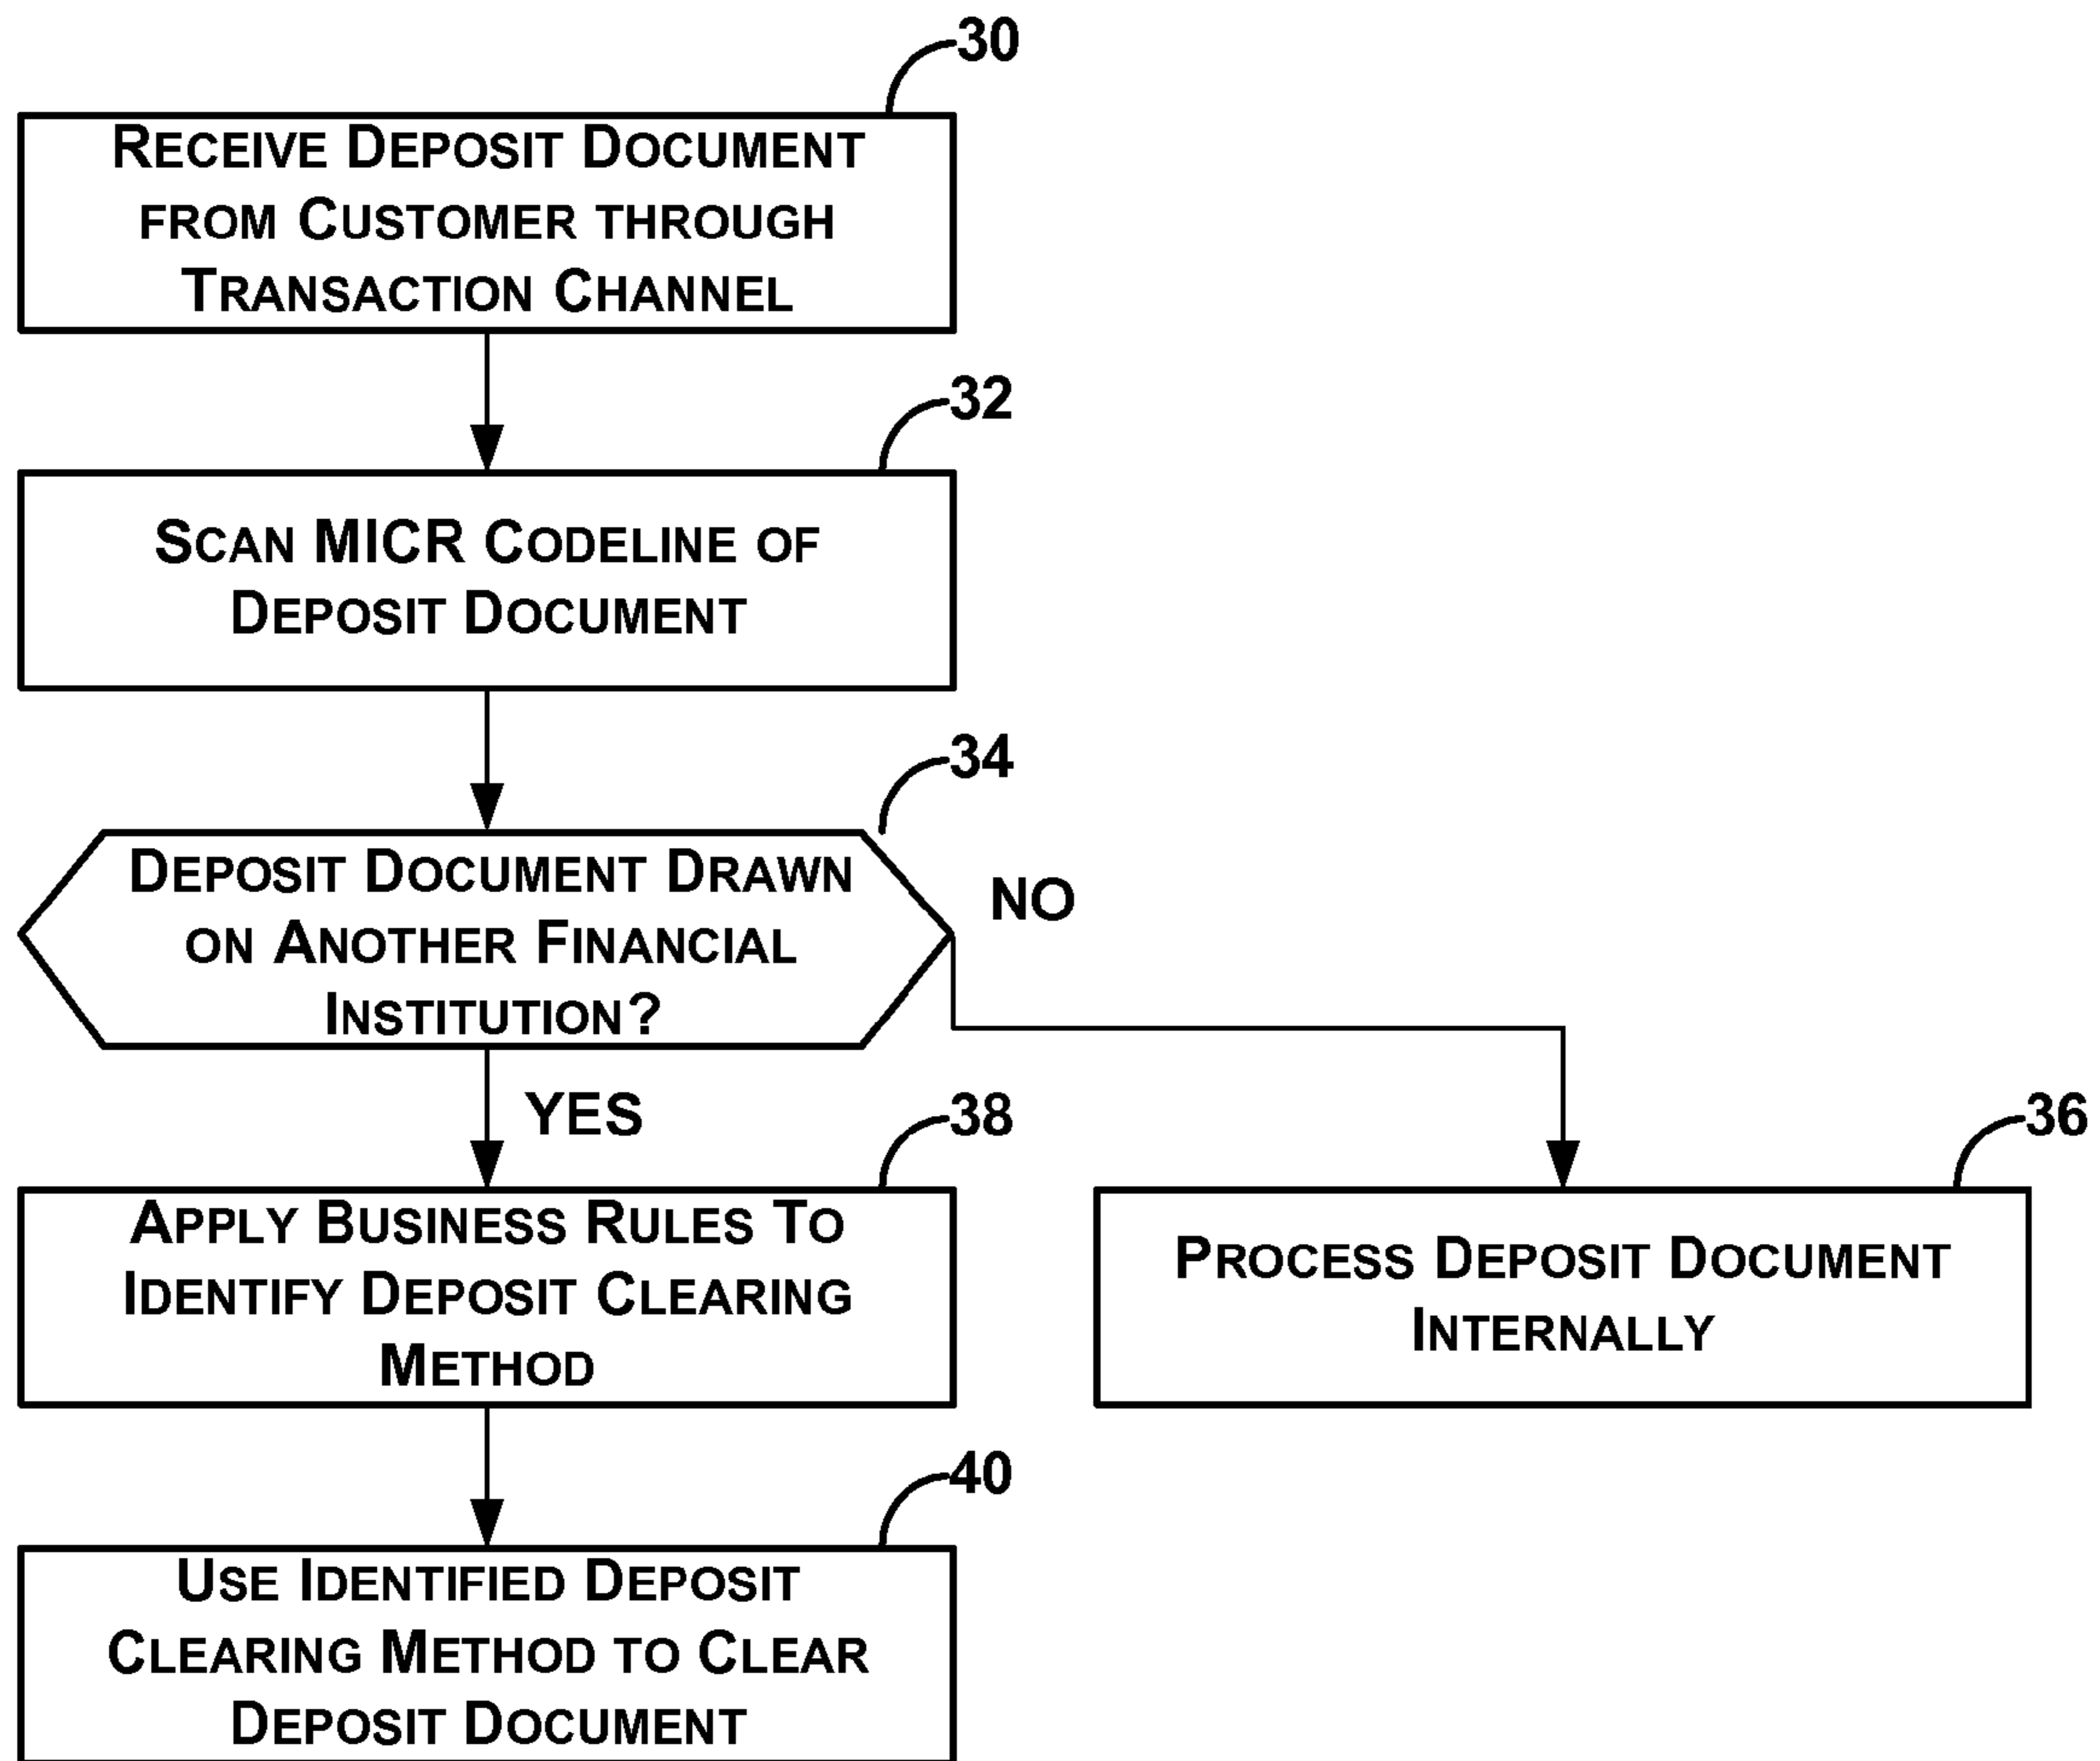 30
RECEIVE DEPOSIT DOCUMENT
FROM CUSTOMER THROUGH
TRANSACTION CHANNEL
32
SCAN MICR CODELINE OF
DEPOSIT DOCUMENT
34
DEPOSIT DOCUMENT DRAWN
ON ANOTHER FINANCIAL
INSTITUTION?
NO
YES
38
APPLY BUSINESS RULES TO
IDENTIFY DEPOSIT CLEARING
METHOD
36
PROCESS DEPOSIT DOCUMENT
INTERNALLY
40
USE IDENTIFIED DEPOSIT
CLEARING METHOD TO CLEAR
DEPOSIT DOCUMENT